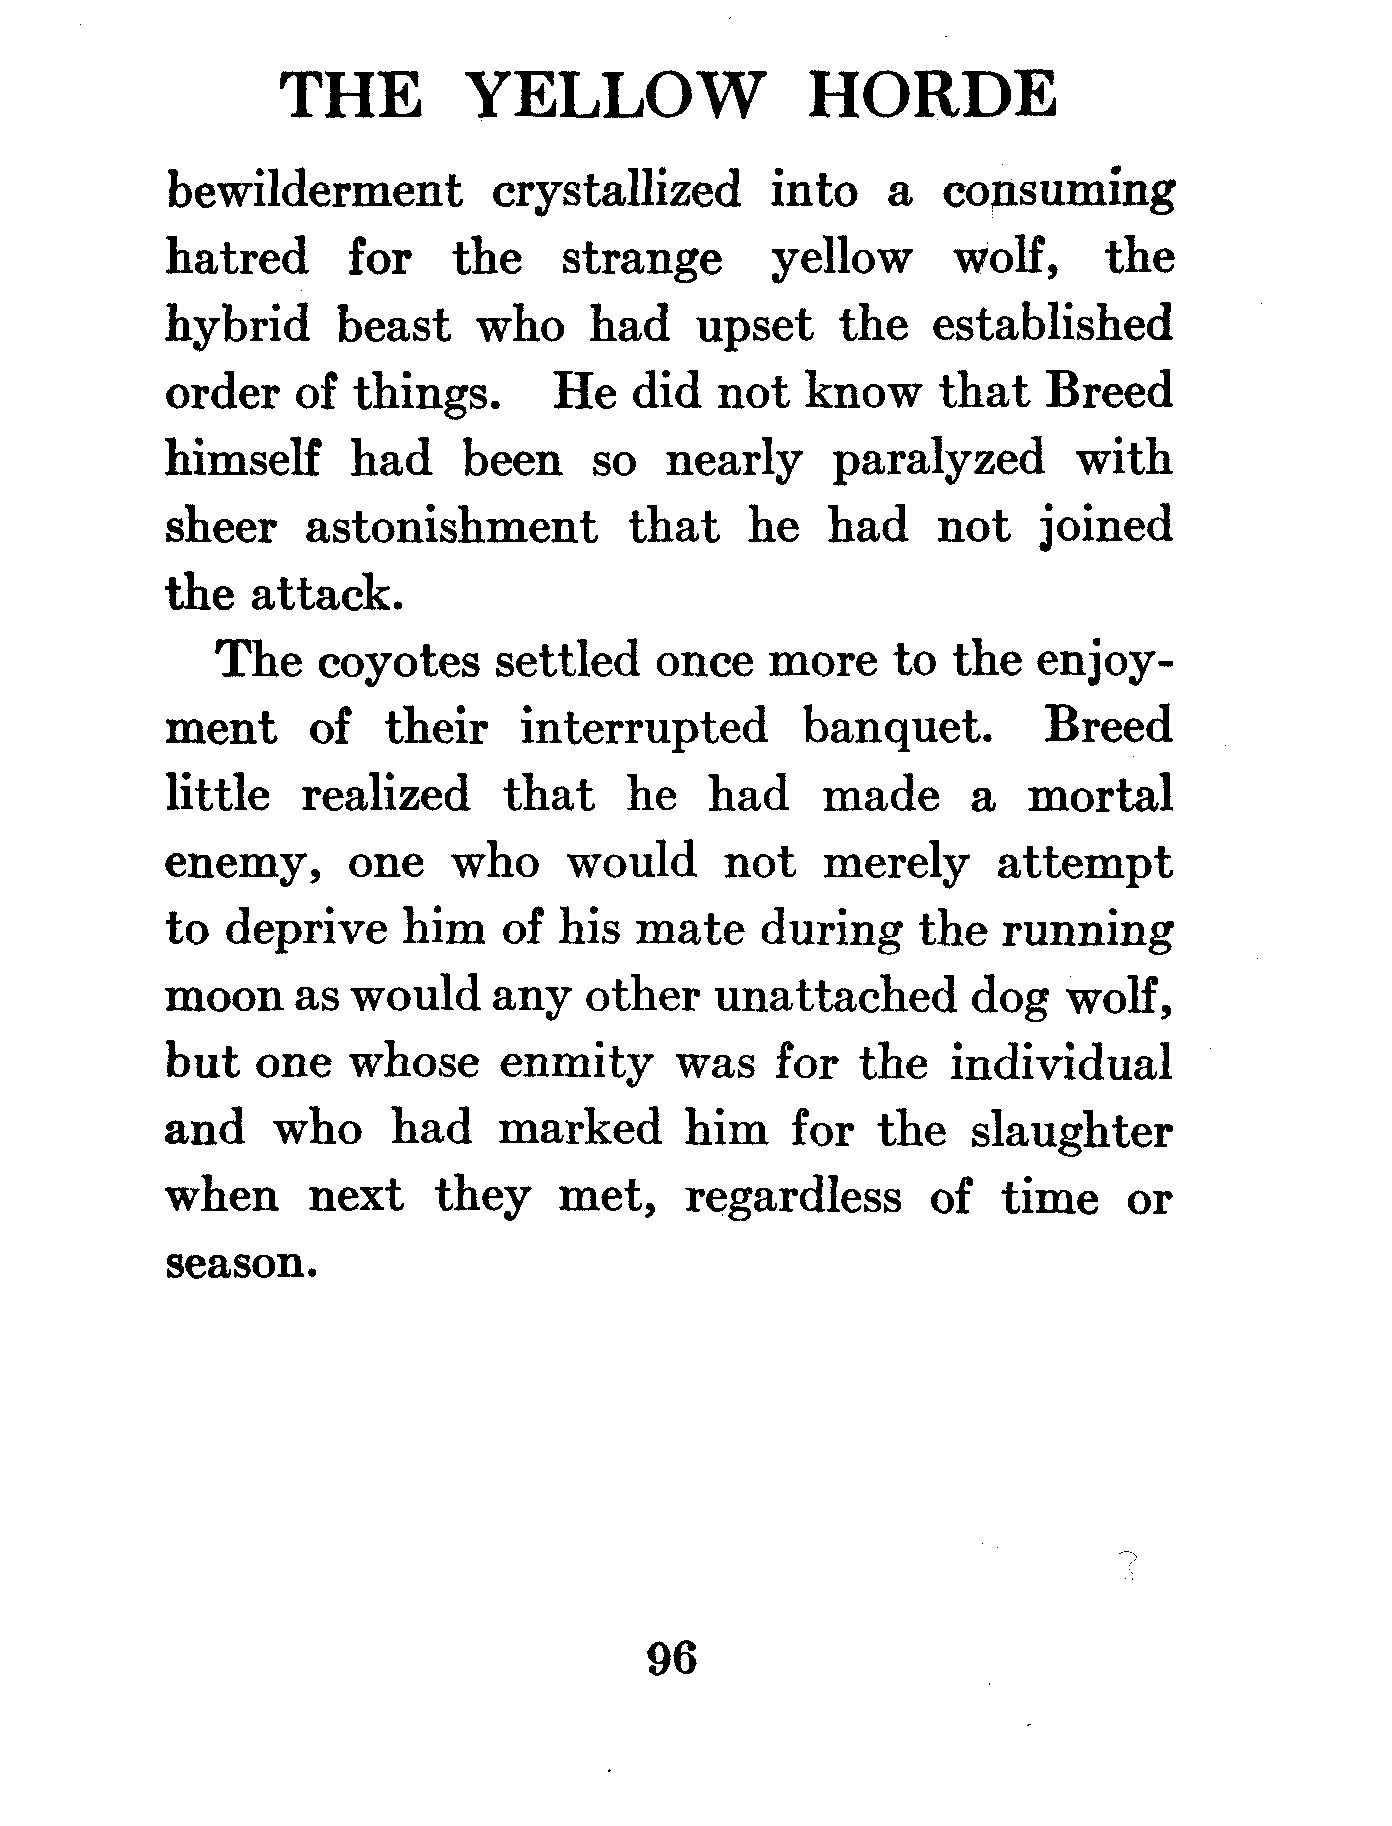 THE YELLOW HORDE
bewilderment crystallized into a consuming
hatred for the strange yellow wolf, the
hybrid beast who had upset the established
order of things. He did not know that Breed
himself had been so nearly paralyzed with
sheer astonishment that he had not joined
the attack.
The coyotes settled once more to the enjoy-
ment of their interrupted banquet. Breed
little realized that he had made a mortal
enemy, one who would not merely attempt
to deprive him of his mate during the running
moon as would any other unattached dog wolf,
but one whose enmity was for the individual
and who had marked him for the slaughter
when next they met, regardless of time or
season.
96